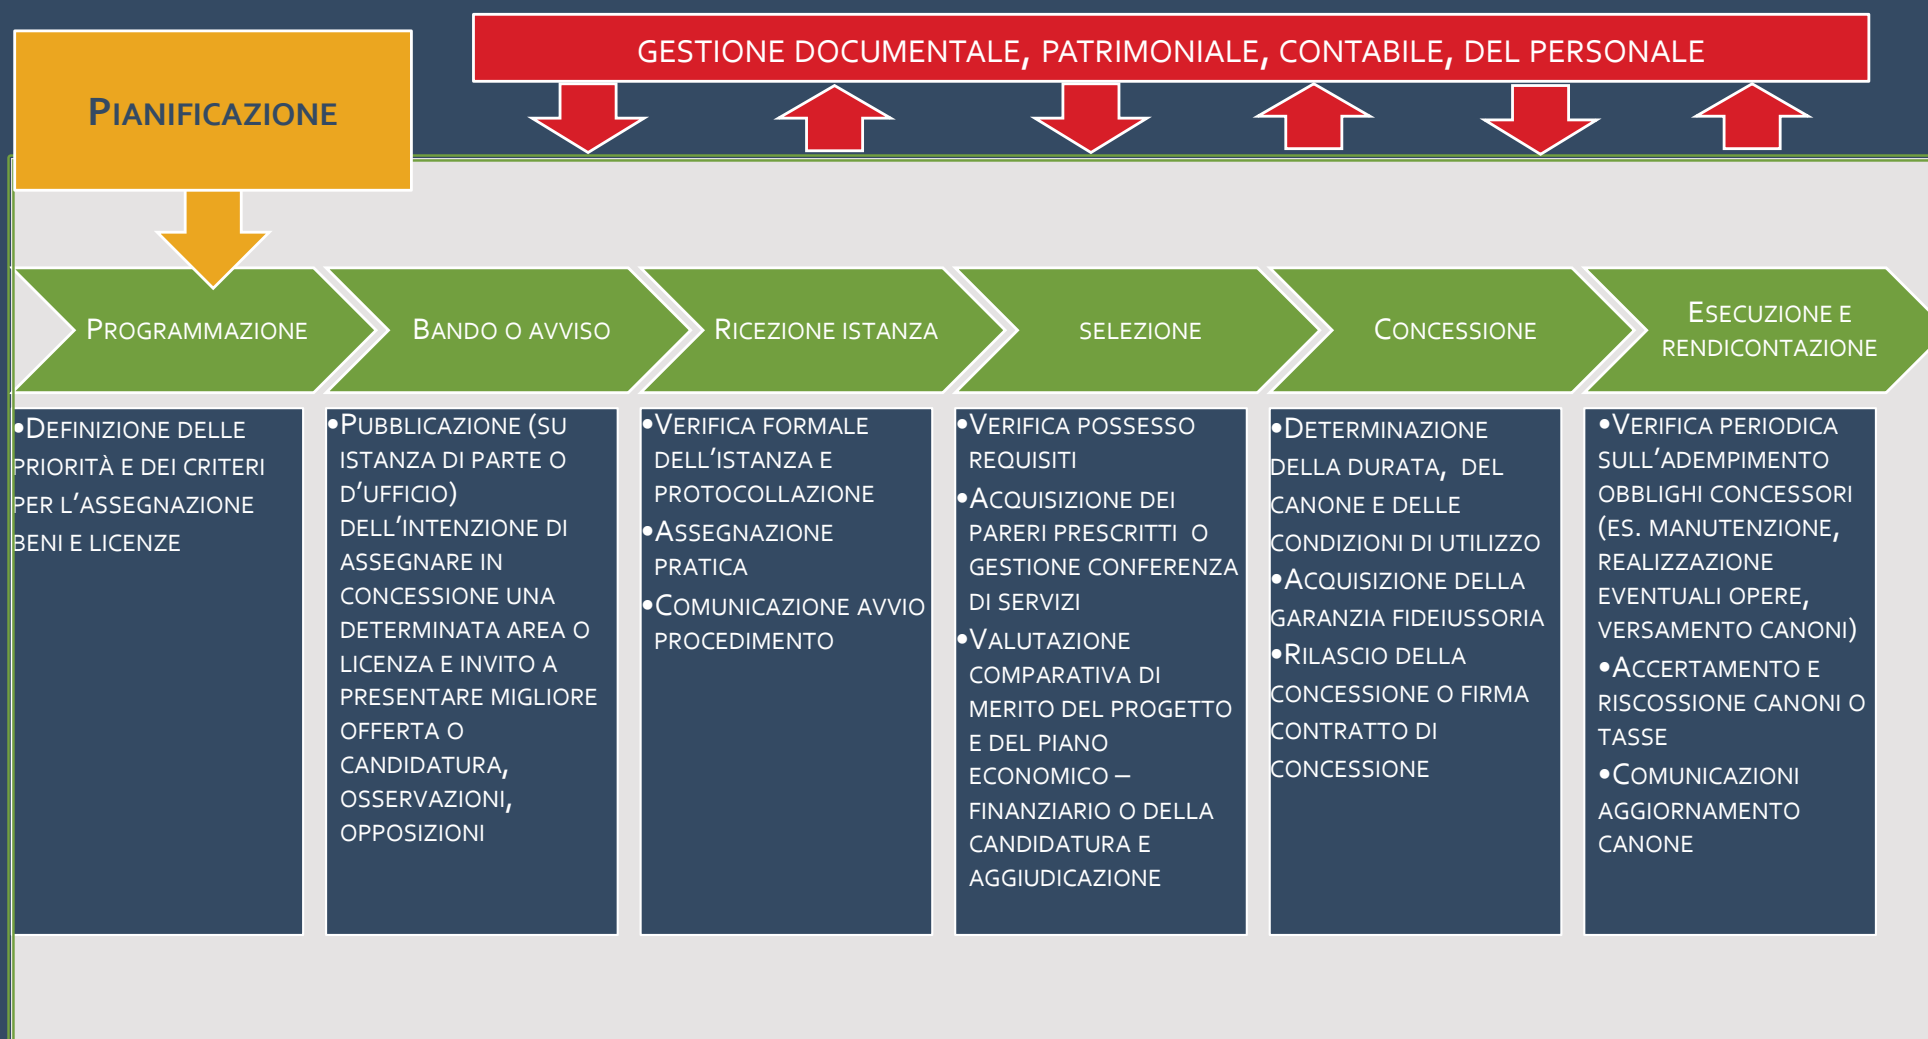 Pianificazione
gestione documentale, patrimoniale, contabile, del personale
Programmazione
Bando o avviso
Ricezione istanza
selezione
Concessione
Esecuzione e
rendicontazione
•Definizione delle
priorità e dei criteri
per l'assegnazione
beni e licenze
•Pubblicazione (su
istanza di parte o
d'ufficio)
dell'intenzione di
assegnare in
concessione una
determinata area o
licenza e invito a
presentare migliore
offerta o
candidatura,
osservazioni,
opposizioni
•Verifica formale
dell'istanza e
protocollazione
•Assegnazione
pratica
•Comunicazione avvio
procedimento
•Verifica possesso
requisiti
•Acquisizione dei
pareri prescritti o
gestione conferenza
di servizi
•Valutazione
comparativa di
merito del progetto
e del piano
economico –
finanziario o della
candidatura e
aggiudicazione
•Determinazione
della durata, del
canone e delle
condizioni di utilizzo
•Acquisizione della
garanzia fideiussoria
•Rilascio della
concessione o firma
contratto di
concessione
•Verifica periodica
sull'adempimento
obblighi concessori
(es. manutenzione,
realizzazione
eventuali opere,
versamento canoni)
•Accertamento e
riscossione canoni o
tasse
•Comunicazioni
aggiornamento
canone